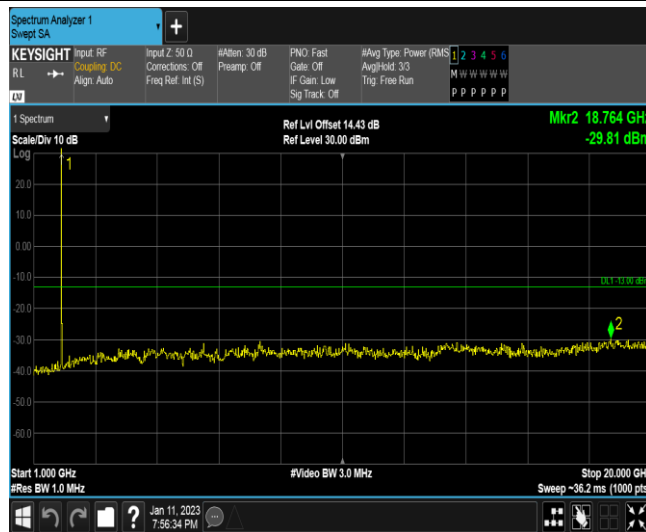 Spectrum Analyzer 1
Swept SA
KEYSIGHT
RL
LXI
Input: RF
Coupling: DC
Align: Auto
Input Z: 50 Ω
Corrections: Off
Freq Ref: Int (S)
#Atten: 30 dB
Preamp: Off
PNO: Fast
Gate: Off
IF Gain: Low
Sig Track: Off
#Avg Type: Power (RMS
Avg|Hold: 3/3
Trig: Free Run
1 2 3 4 5 6
M W W W W W
P P P P P P
1 Spectrum
Scale/Div 10 dB
Ref Lvl Offset 14.43 dB
Ref Level 30.00 dBm
Mkr2 18.764 GHz
-29.81 dBm
Log
1
20.0
10.0
0.00
-10.0
DL1 -13.00 dBm
-20.0
2
-30.0
-40.0
-50.0
-60.0
Start 1.000 GHz
#Res BW 1.0 MHz
#Video BW 3.0 MHz
Stop 20.000 GHz
Sweep ~36.2 ms (1000 pts
?
Jan 11, 2023
7:56:34 PM